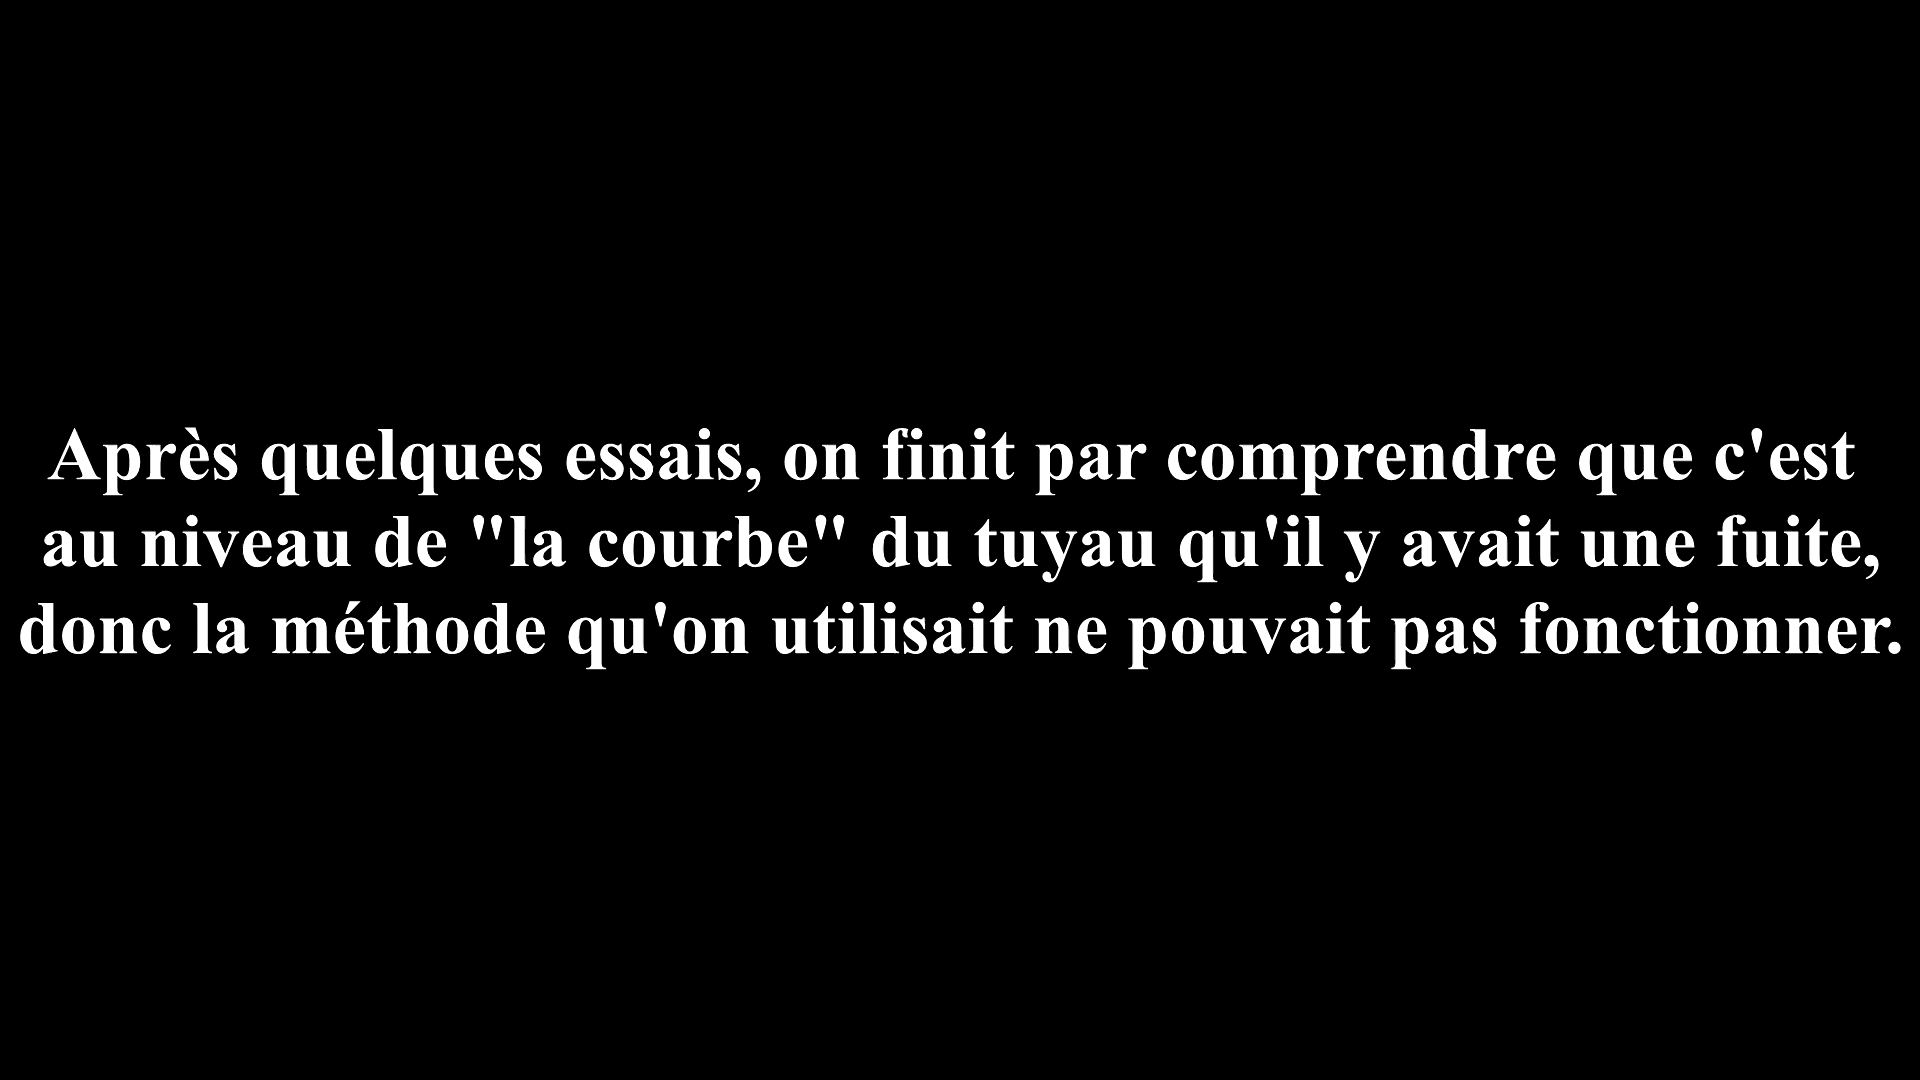 Après quelques essais, on finit par comprendre que c'est
au niveau de "la courbe" du tuyau qu'il y avait une fuite,
donc la méthode qu'on utilisait ne pouvait pas fonctionner.